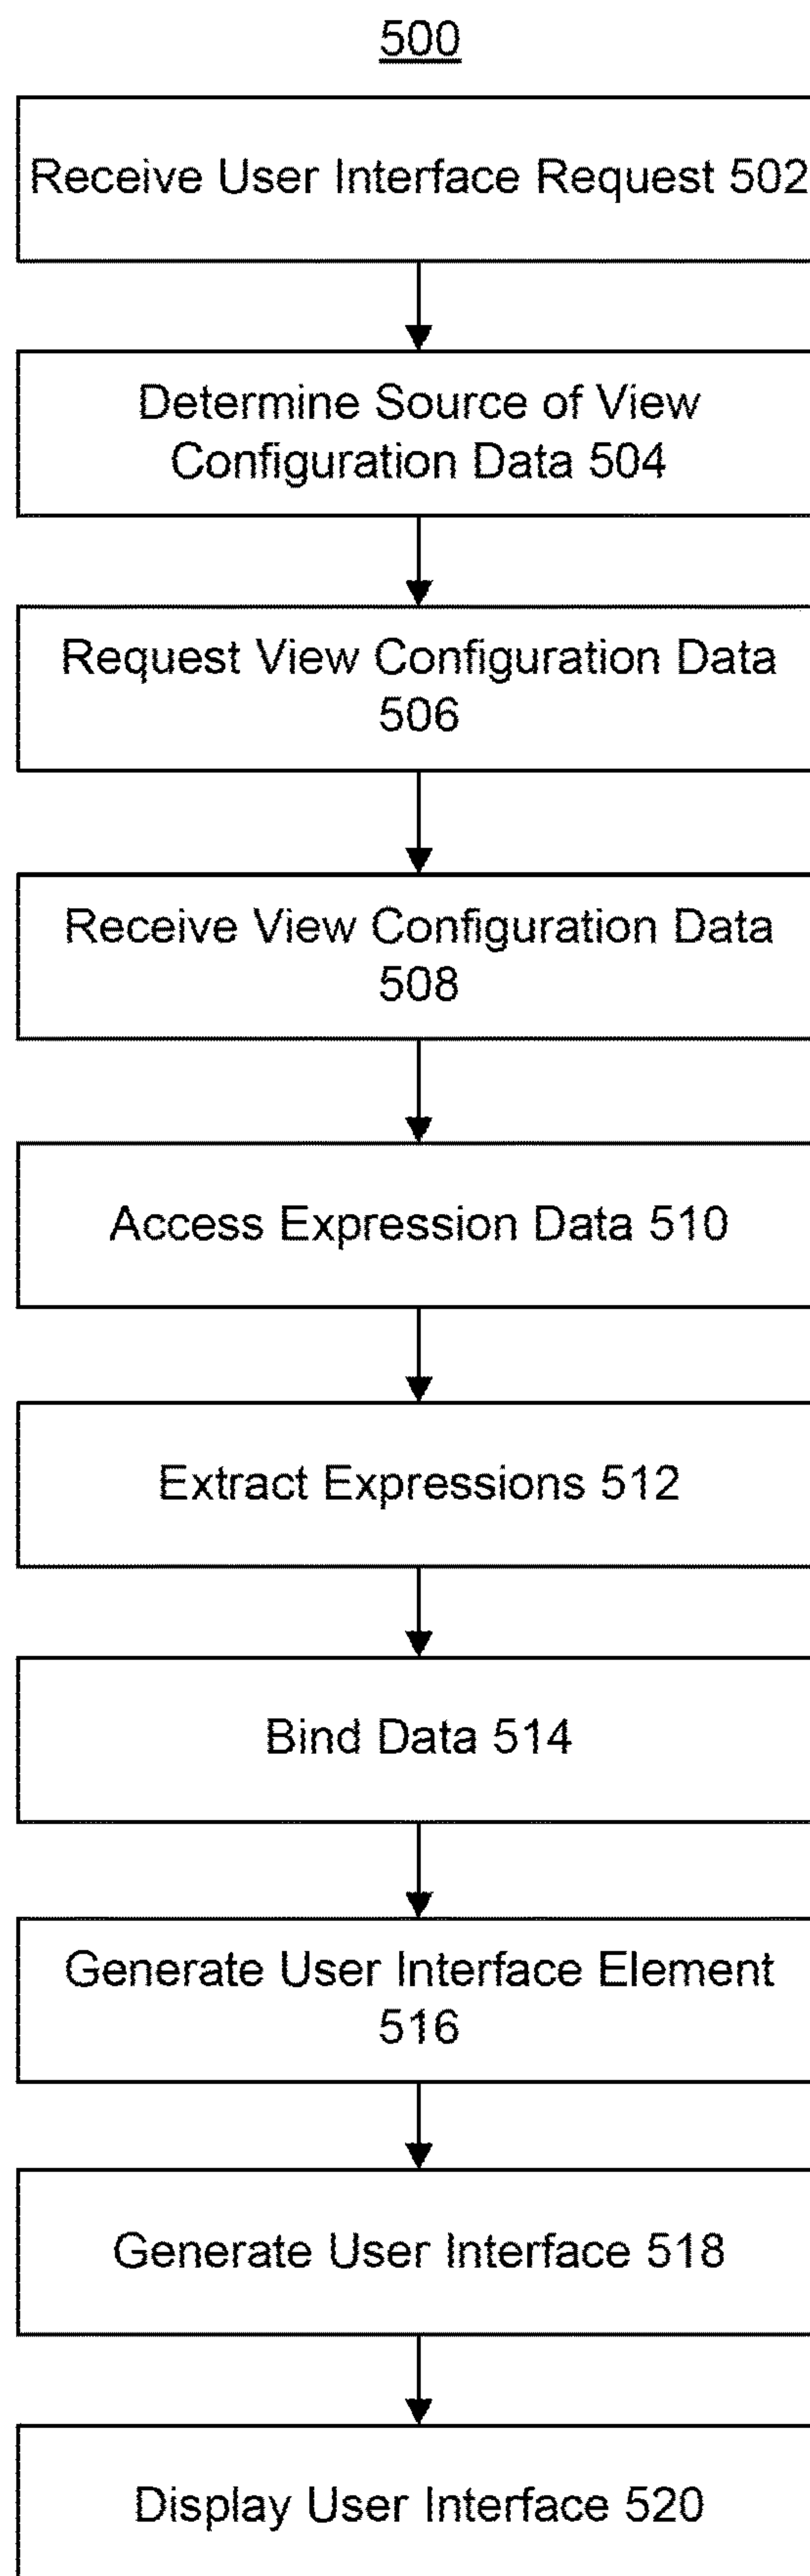 500
Receive User Interface Request 502
Determine Source of View
Configuration Data 504
Request View Configuration Data
506
Receive View Configuration Data
508
Access Expression Data 510
Extract Expressions 512
Bind Data 514
Generate User Interface Element
516
Generate User Interface 518
Display User Interface 520